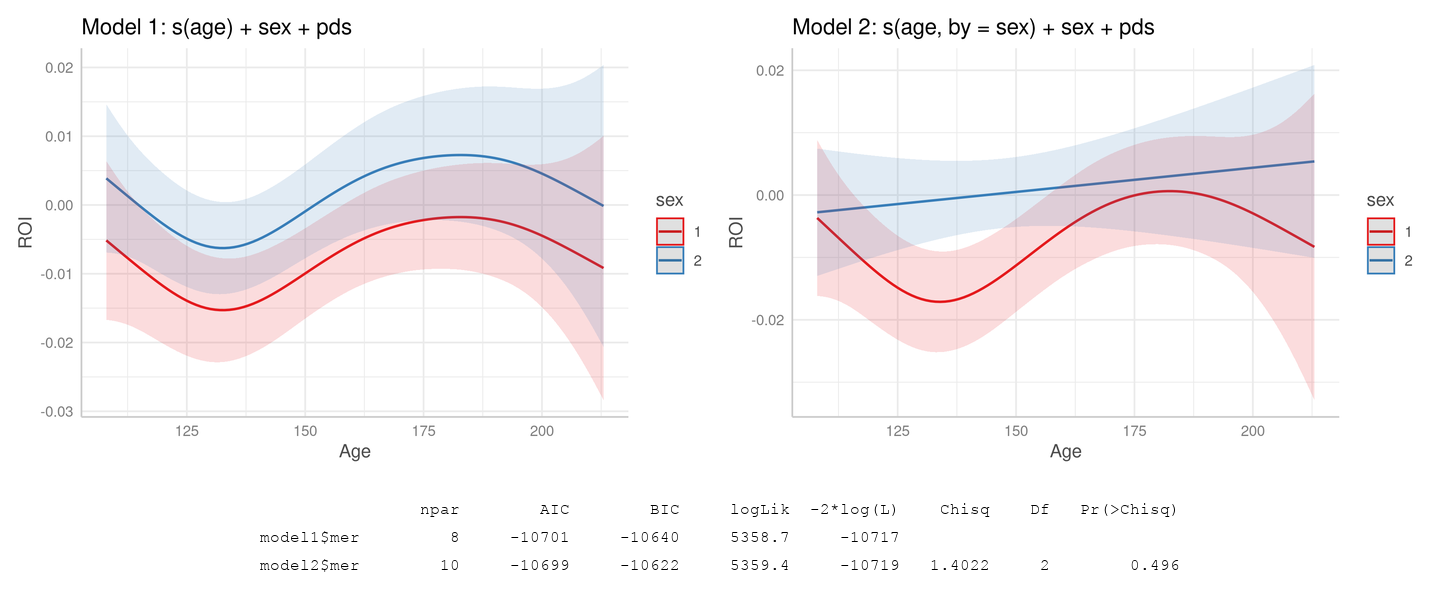 Model 1: s(age) + sex + pds
0.02
0.01
0.00
-0.01
-0.02
-0.03
ROI
125 150 175 200
Age
sex
1
2
Model 2: s(age, by = sex) + sex + pds
0.02
0.00
-0.02
ROI
125 150 175 200
Age
sex
1
2
npar AIC BIC logLik -2*log(L) Chisq Df Pr(>Chisq)
model1$mer 8 -10701 -10640 5358.7 -10717
model2$mer 10 -10699 -10622 5359.4 -10719 1.4022 2 0.496